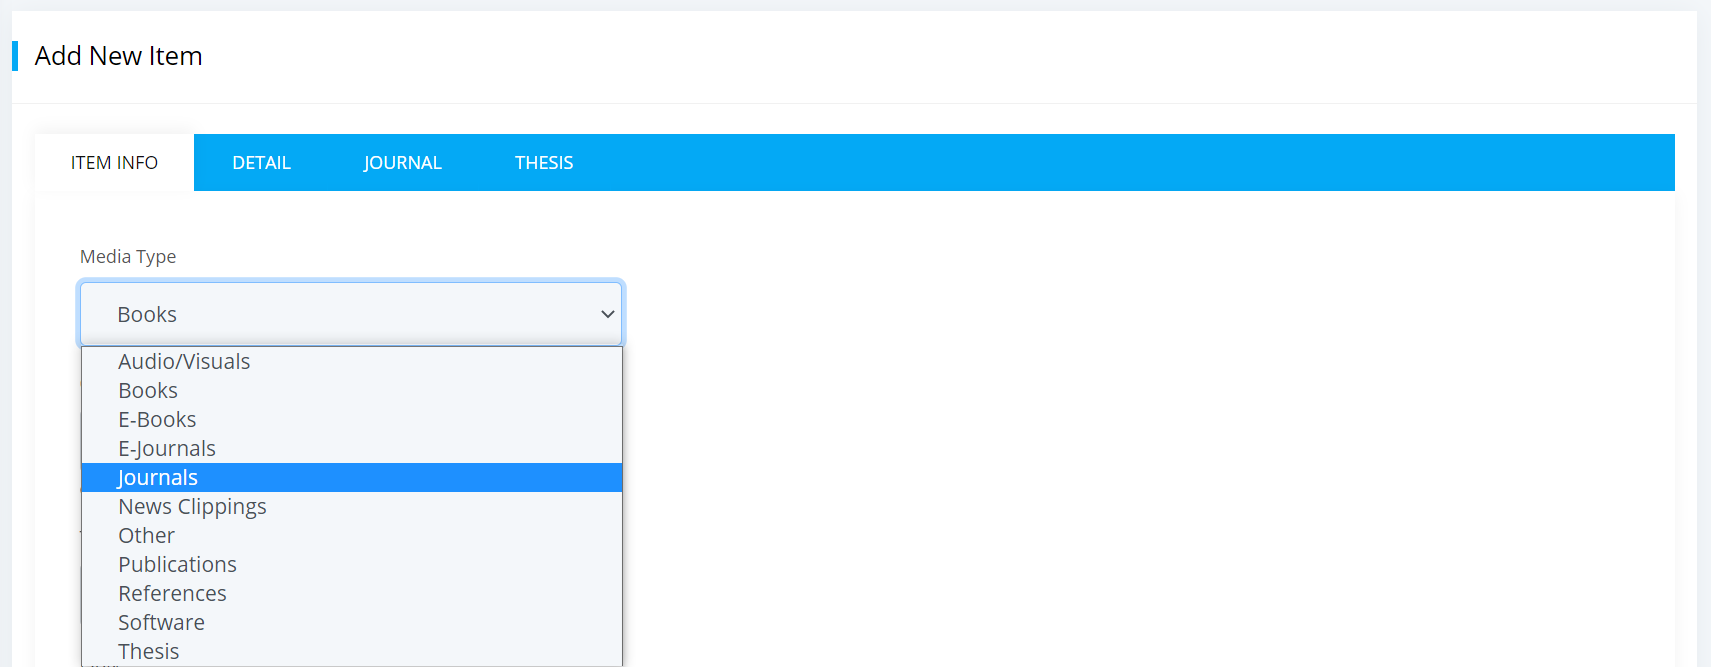 Add New Item
ITEM INFO DETAIL JOURNAL THESIS
Media Type
Books
Audio/Visuals
Books
E-Books
E-Journals
Journals
News Clippings
Other
Publications
References
Software
Thesis